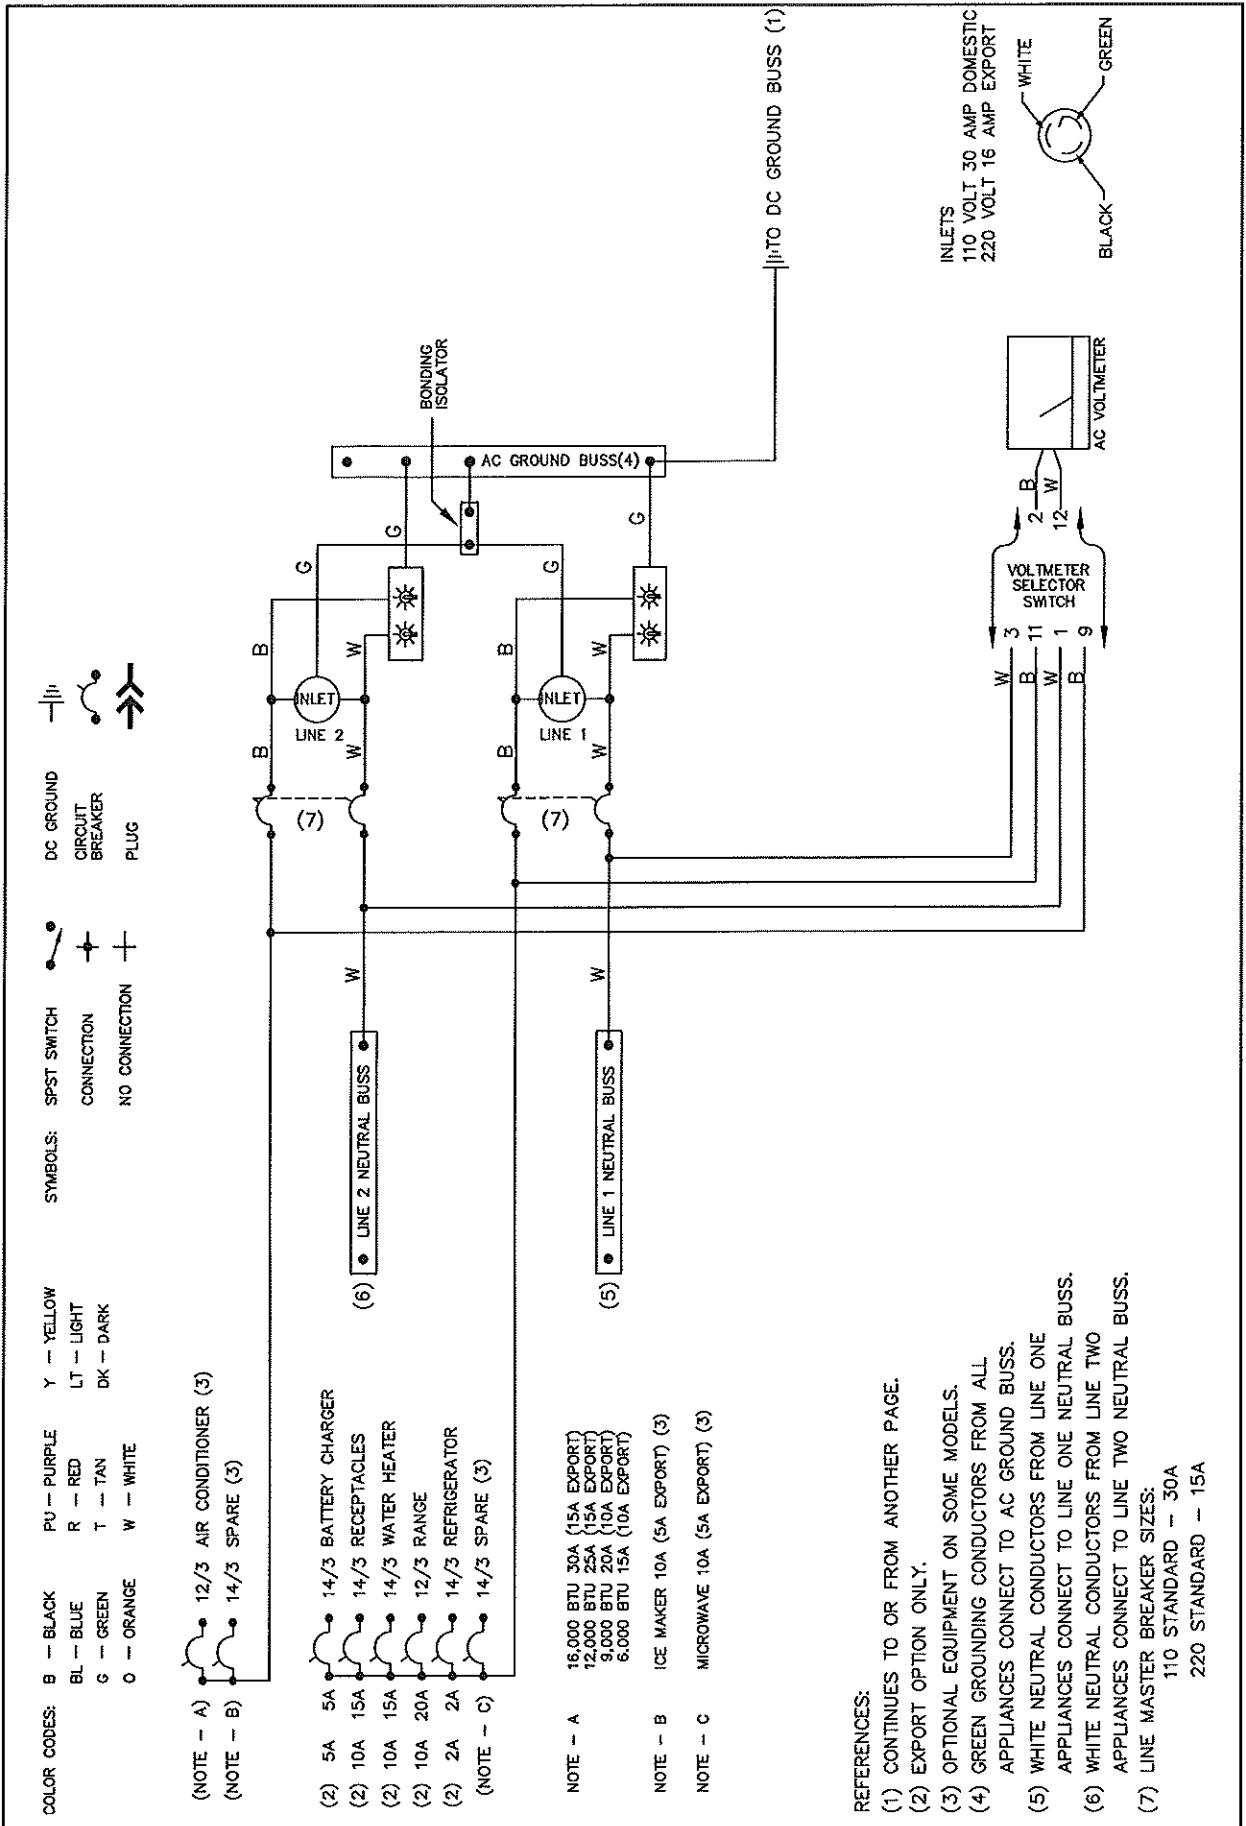 COLOR CODES: B – BLACK PU – PURPLE Y – YELLOW
BL – BLUE R – RED LT – LIGHT
G – GREEN T – TAN DK – DARK
O – ORANGE W – WHITE
SYMBOLS: SPST SWITCH
CONNECTION
NO CONNECTION
DC GROUND
CIRCUIT
BREAKER
PLUG
(NOTE – A) 12/3 AIR CONDITIONER (3)
(NOTE – B) 14/3 SPARE (3)
(2) 5A 5A 14/3 BATTERY CHARGER
(2) 10A 15A 14/3 RECEPTACLES
(2) 10A 15A 14/3 WATER HEATER
(2) 10A 20A 12/3 RANGE
(2) 2A 2A 14/3 REFRIGERATOR
(NOTE – C) 14/3 SPARE (3)
NOTE – A 16,000 BTU 30A (15A EXPORT)
12,000 BTU 25A (15A EXPORT)
9,000 BTU 20A (10A EXPORT)
6.000 BTU 15A (10A EXPORT)
NOTE – B ICE MAKER 10A (5A EXPORT) (3)
NOTE – C MICROWAVE 10A (5A EXPORT) (3)
(6) LINE 2 NEUTRAL BUSS
W
(5) LINE 1 NEUTRAL BUSS
W
(7)
B
B
W
W
INLET
LINE 2
G
G
(7)
B
B
W
W
INLET
LINE 1
G
G
BONDING
ISOLATOR
AC GROUND BUSS(4)
TO DC GROUND BUSS (1)
W 3
B 11
W 1
B 9
VOLTMETER
SELECTOR
SWITCH
2 B
12 W
AC VOLTMETER
INLETS
110 VOLT 30 AMP DOMESTIC
220 VOLT 16 AMP EXPORT
WHITE
BLACK
GREEN
REFERENCES:
(1) CONTINUES TO OR FROM ANOTHER PAGE.
(2) EXPORT OPTION ONLY.
(3) OPTIONAL EQUIPMENT ON SOME MODELS.
(4) GREEN GROUNDING CONDUCTORS FROM ALL
APPLIANCES CONNECT TO AC GROUND BUSS.
(5) WHITE NEUTRAL CONDUCTORS FROM LINE ONE
APPLIANCES CONNECT TO LINE ONE NEUTRAL BUSS.
(6) WHITE NEUTRAL CONDUCTORS FROM LINE TWO
APPLIANCES CONNECT TO LINE TWO NEUTRAL BUSS.
(7) LINE MASTER BREAKER SIZES:
110 STANDARD – 30A
220 STANDARD – 15A